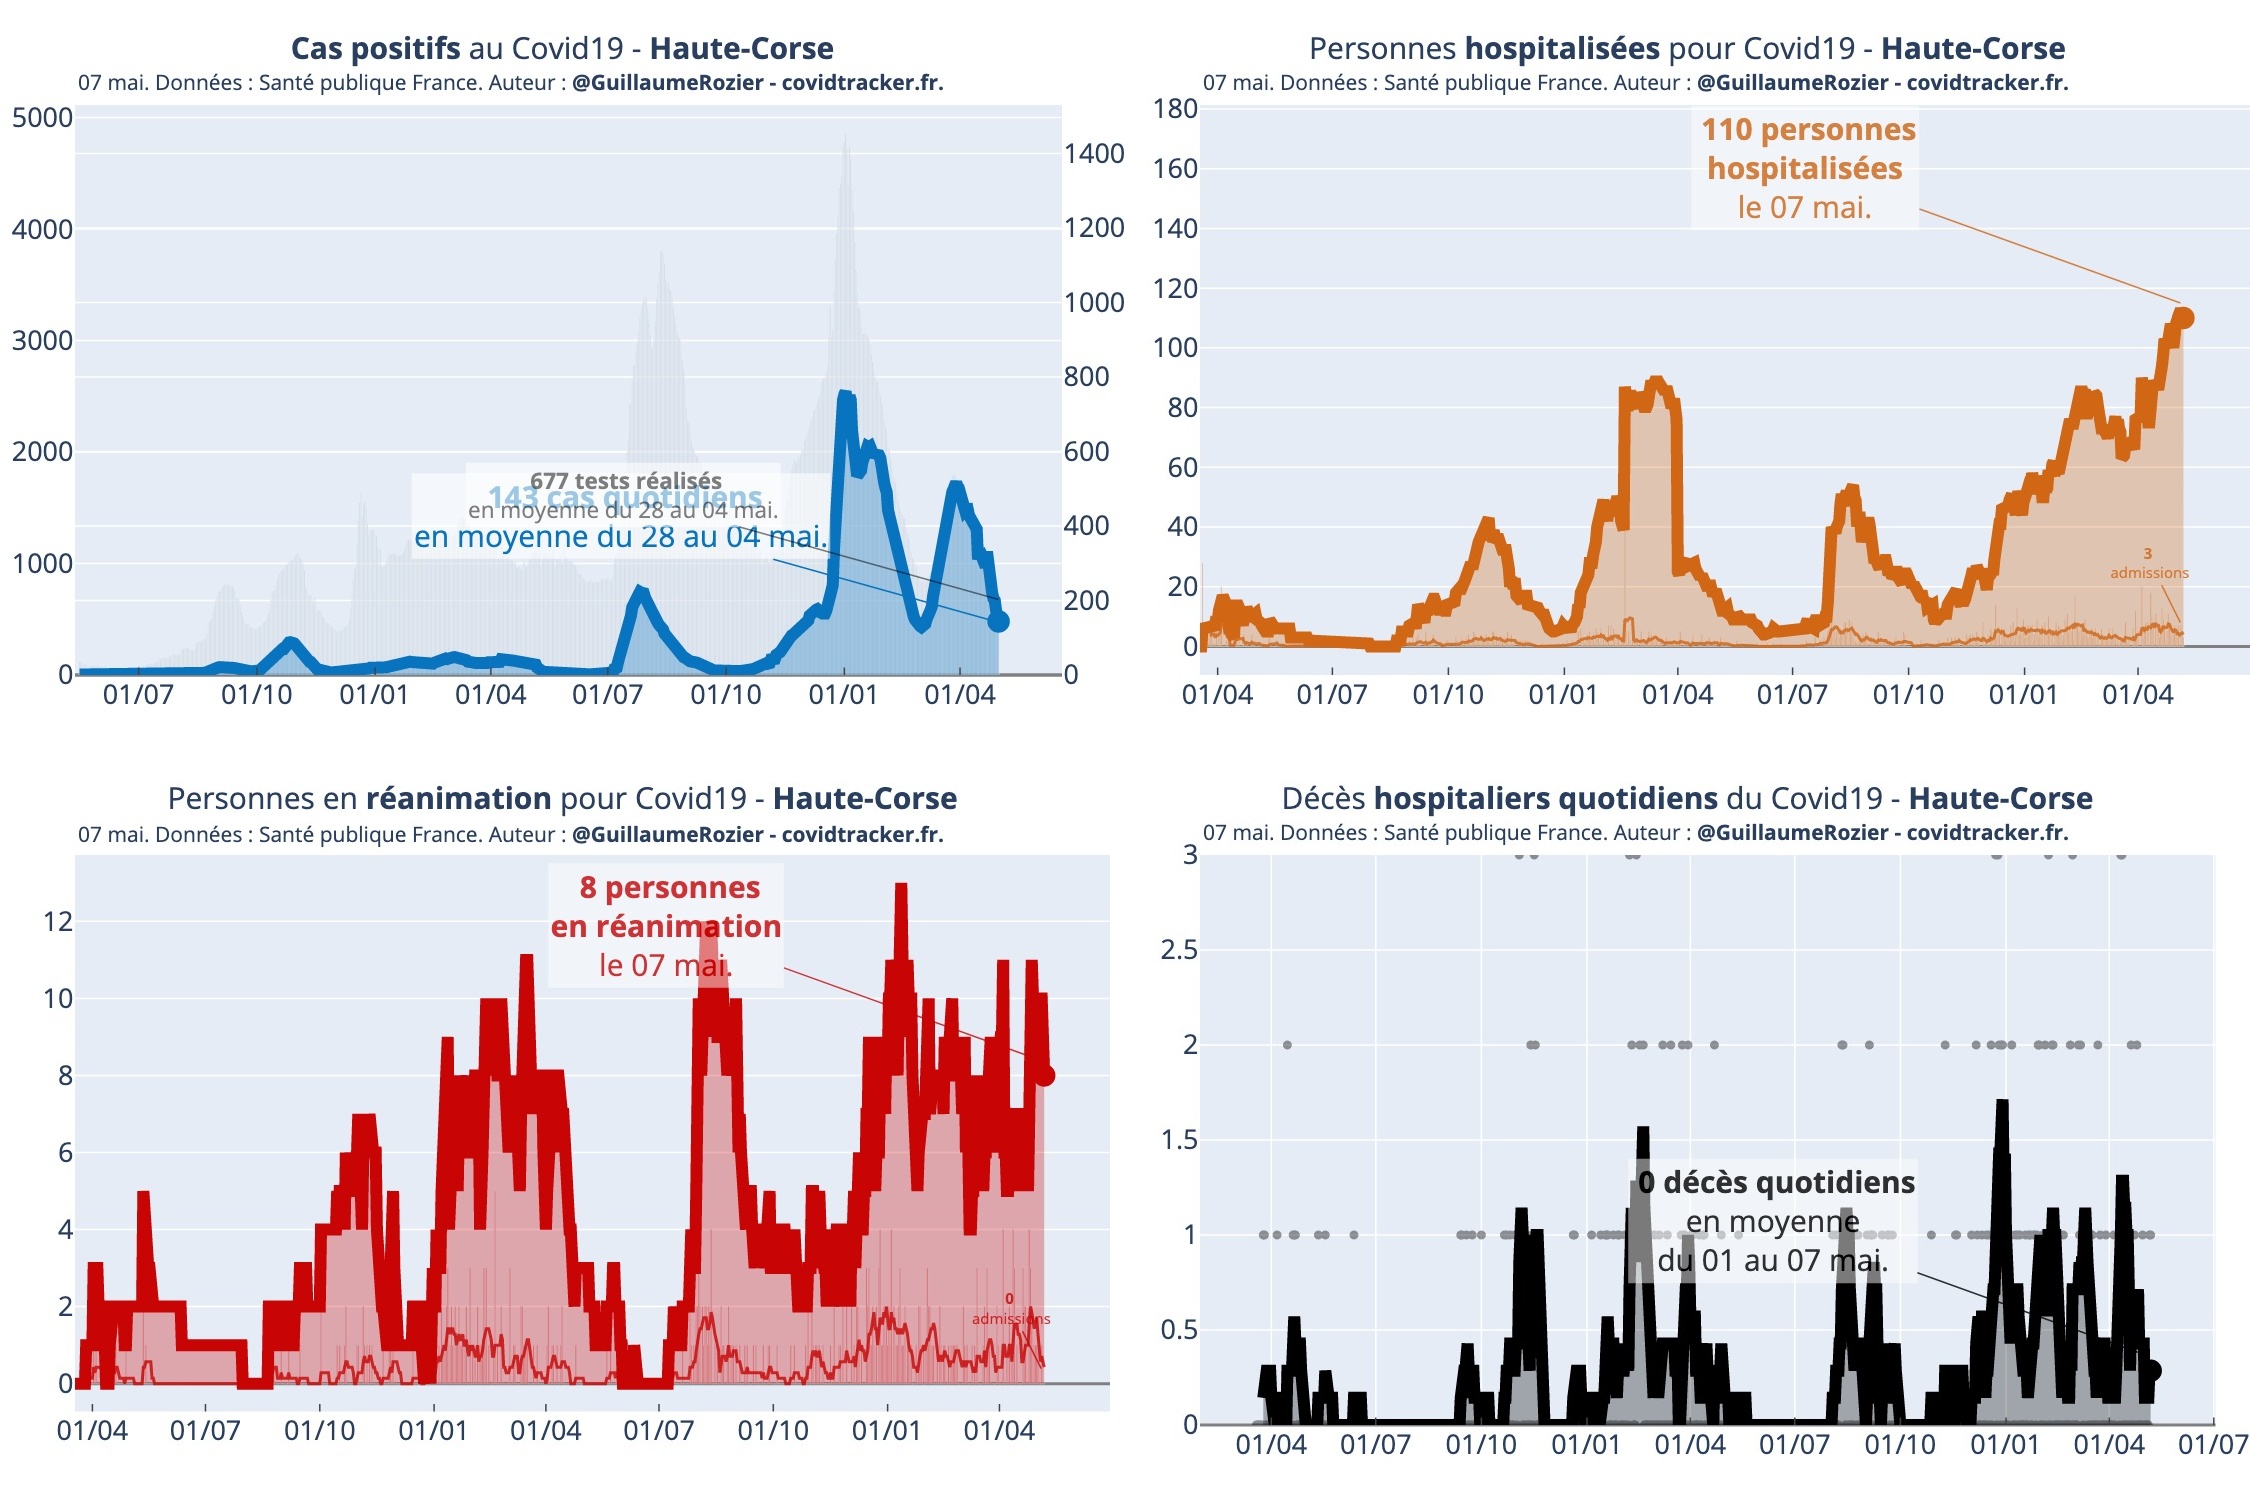 Cas positifs au Covid19 - Haute-Corse
07 mai. Données : Santé publique France. Auteur : @GuillaumeRozier - covidtracker.fr.
5000
4000
3000
2000
1000
0
1400
1200
1000
800
600
400
200
0
677 tests réalisés
en moyenne du 28 au 04 mai.
143 cas quotidiens
en moyenne du 28 au 04 mai.
01/07 01/10 01/01 01/04 01/07 01/10 01/01 01/04
Personnes hospitalisées pour Covid19 - Haute-Corse
07 mai. Données : Santé publique France. Auteur : @GuillaumeRozier - covidtracker.fr.
180
160
140
120
100
80
60
40
20
0
110 personnes
hospitalisées
le 07 mai.
3
admissions
01/04 01/07 01/10 01/01 01/04 01/07 01/10 01/01 01/04
Personnes en réanimation pour Covid19 - Haute-Corse
07 mai. Données : Santé publique France. Auteur : @GuillaumeRozier - covidtracker.fr.
12
10
8
6
4
2
0
8 personnes
en réanimation
le 07 mai.
0
admissions
01/04 01/07 01/10 01/01 01/04 01/07 01/10 01/01 01/04
Décès hospitaliers quotidiens du Covid19 - Haute-Corse
07 mai. Données : Santé publique France. Auteur : @GuillaumeRozier - covidtracker.fr.
3
2.5
2
1.5
1
0.5
0
0 décès quotidiens
en moyenne
du 01 au 07 mai.
01/04 01/07 01/10 01/01 01/04 01/07 01/10 01/01 01/04 01/07